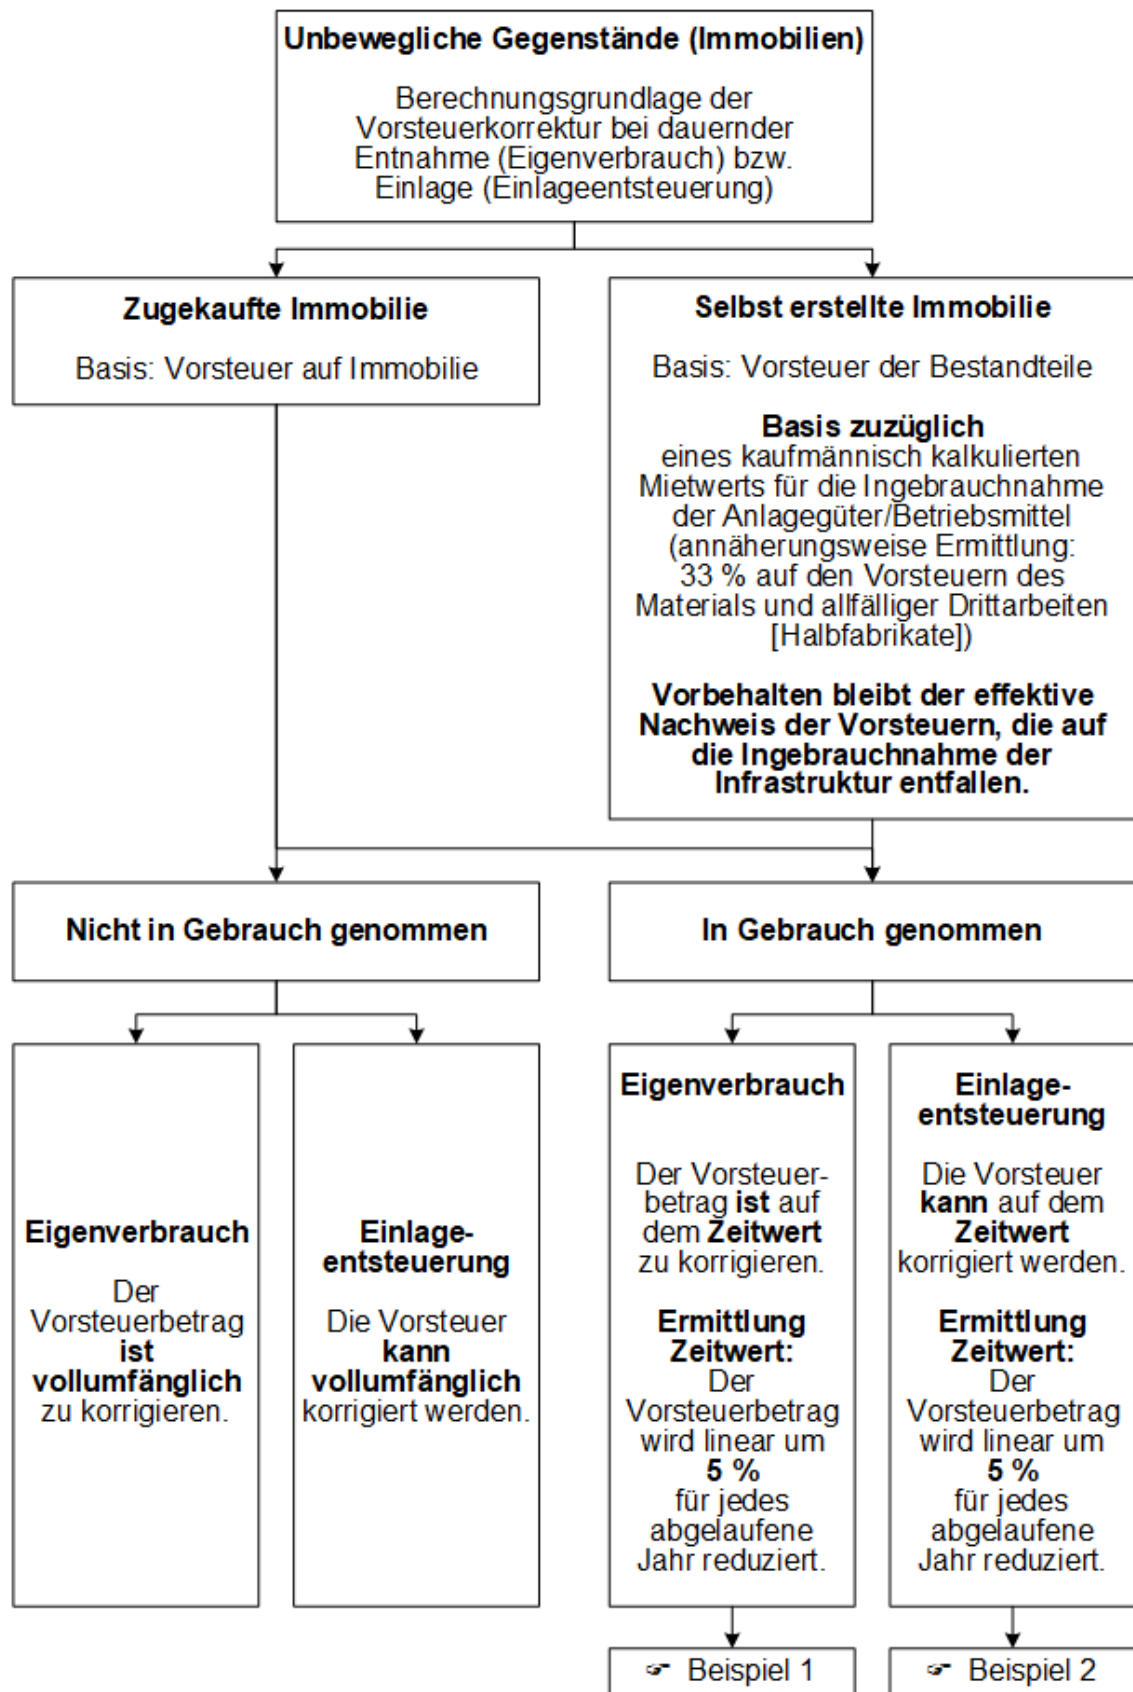 Unbewegliche Gegenstände (Immobilien)
Berechnungsgrundlage der
Vorsteuerkorrektur bei dauernder
Entnahme (Eigenverbrauch) bzw.
Einlage (Einlageentsteuerung)
Zugekaufte Immobilie
Basis: Vorsteuer auf Immobilie
Selbst erstellte Immobilie
Basis: Vorsteuer der Bestandteile
Basis zuzüglich
eines kaufmännisch kalkulierten
Mietwerts für die Ingebrauchnahme
der Anlagegüter/Betriebsmittel
(annäherungsweise Ermittlung:
33 % auf den Vorsteuern des
Materials und allfälliger Drittarbeiten
[Halbfabrikate])
Vorbehalten bleibt der effektive
Nachweis der Vorsteuern, die auf
die Ingebrauchnahme der
Infrastruktur entfallen.
Nicht in Gebrauch genommen
In Gebrauch genommen
Eigenverbrauch
Der
Vorsteuerbetrag
ist
vollumfänglich
zu korrigieren.
Einlage-
entsteuerung
Die Vorsteuer
kann
vollumfänglich
korrigiert werden.
Eigenverbrauch
Der Vorsteuer-
betrag ist auf
dem Zeitwert
zu korrigieren.
Ermittlung
Zeitwert:
Der
Vorsteuerbetrag
wird linear um
5 %
für jedes
abgelaufene
Jahr reduziert.
Einlage-
entsteuerung
Die Vorsteuer
kann auf dem
Zeitwert
korrigiert werden.
Ermittlung
Zeitwert:
Der
Vorsteuerbetrag
wird linear um
5 %
für jedes
abgelaufene
Jahr reduziert.
☞ Beispiel 1
☞ Beispiel 2